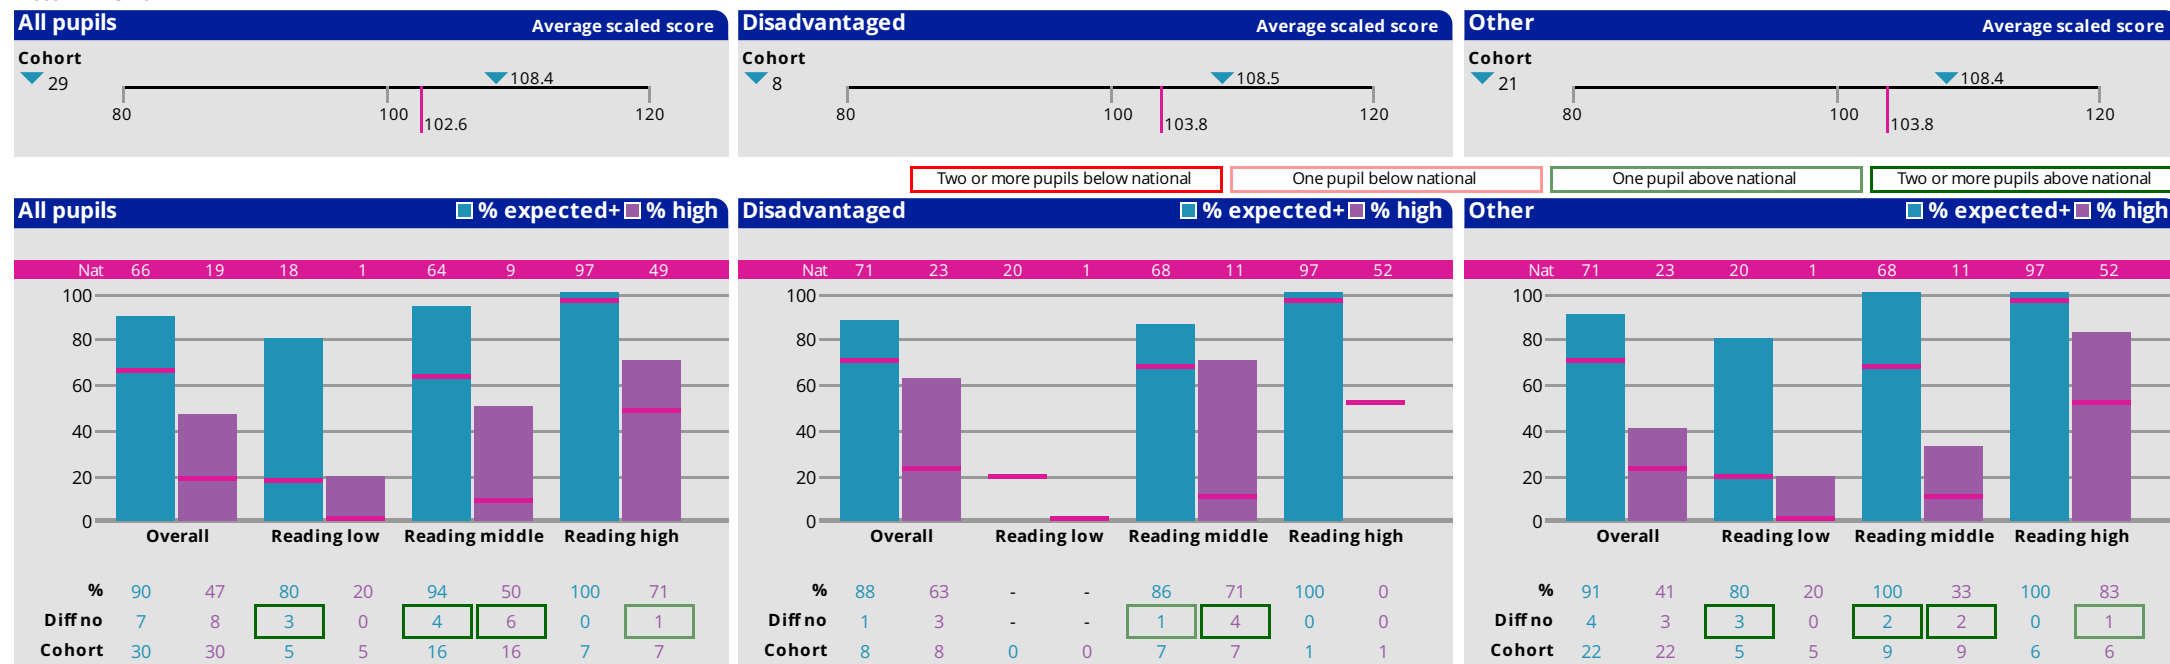 All pupils Average scaled score
Cohort
29 108.4
80 100 120
102.6
Disadvantaged Average scaled score
8 108.5
80 100 120
103.8
Other Average scaled score
Cohort
21 108.4
80 100 120
103.8
Two or more pupils below national
One pupil below national
One pupil above national
Two or more pupils above national
All pupils % expected+ % high
Nat 66 19 18 1 64 9 97 49
100
80
60
40
20
0
Overall Reading low Reading middle Reading high
% 90 47 80 20 94 50 100 71
Diff no 7 8 3 0 4 6 0 1
Cohort 30 30 5 5 16 16 7 7
Disadvantaged % expected+ % high
Nat 71 23 20 1 68 11 97 52
100
80
60
40
20
0
Overall Reading low Reading middle Reading high
% 88 63 - - 86 71 100 0
Diff no 1 3 - - 1 4 0 0
Cohort 8 8 0 0 7 7 1 1
Other % expected+ % high
Nat 71 23 20 1 68 11 97 52
100
80
60
40
20
0
Overall Reading low Reading middle Reading high
% 91 41 80 20 100 33 100 83
Diff no 4 3 3 0 2 2 0 1
Cohort 22 22 5 5 9 9 6 6